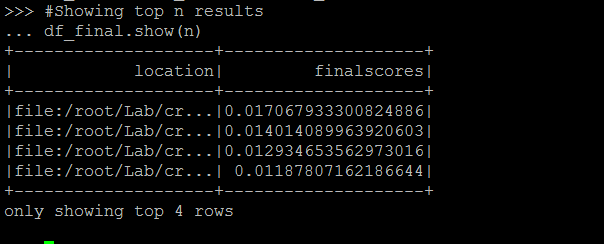 >>> #Showing top n results
... df_final.show(n)
+--------------------+--------------------+
|            location|         finalscores|
+--------------------+--------------------+
|file:/root/Lab/cr...|0.017067933300824886|
|file:/root/Lab/cr...|0.014014089963920603|
|file:/root/Lab/cr...|0.012934653562973016|
|file:/root/Lab/cr...| 0.01187807162186644|
+--------------------+--------------------+
only showing top 4 rows